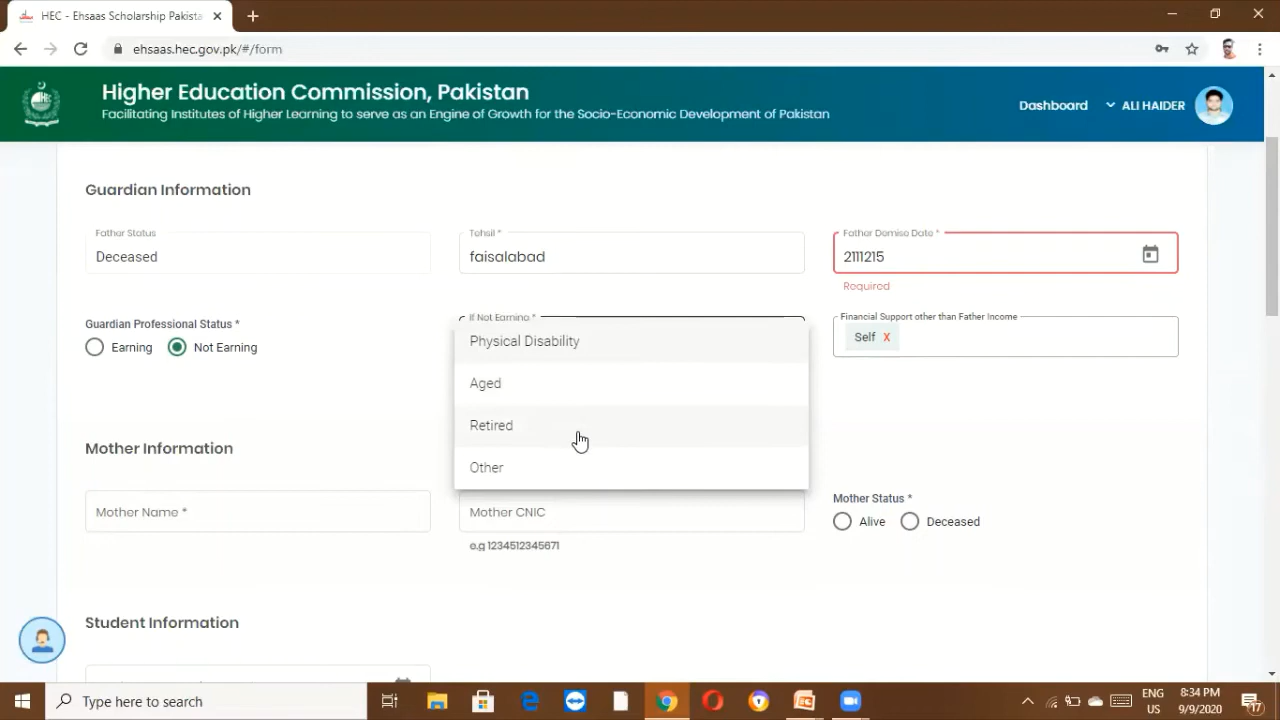 HEC - Ehsaas Scholarship Pakista
ehsaas.hec.gov.pk/#/form
Higher Education Commission, Pakistan
Facilitating Institutes of Higher Learning to serve as an Engine of Growth for the Socio-Economic Development of Pakistan
Dashboard
ALI HAIDER
Guardian Information
Father Status
Deceased
Tehsil *
faisalabad
Father Demise Date *
2111215
Required
Guardian Professional Status *
Earning
Not Earning
If Not Earning *
Physical Disability
Aged
Retired
Other
Financial Support other than Father Income
Self X
Mother Information
Mother Name *
Mother CNIC
e.g 1234512345671
Mother Status *
Alive
Deceased
Student Information
Type here to search
ENG
US
8:34 PM
9/9/2020
17